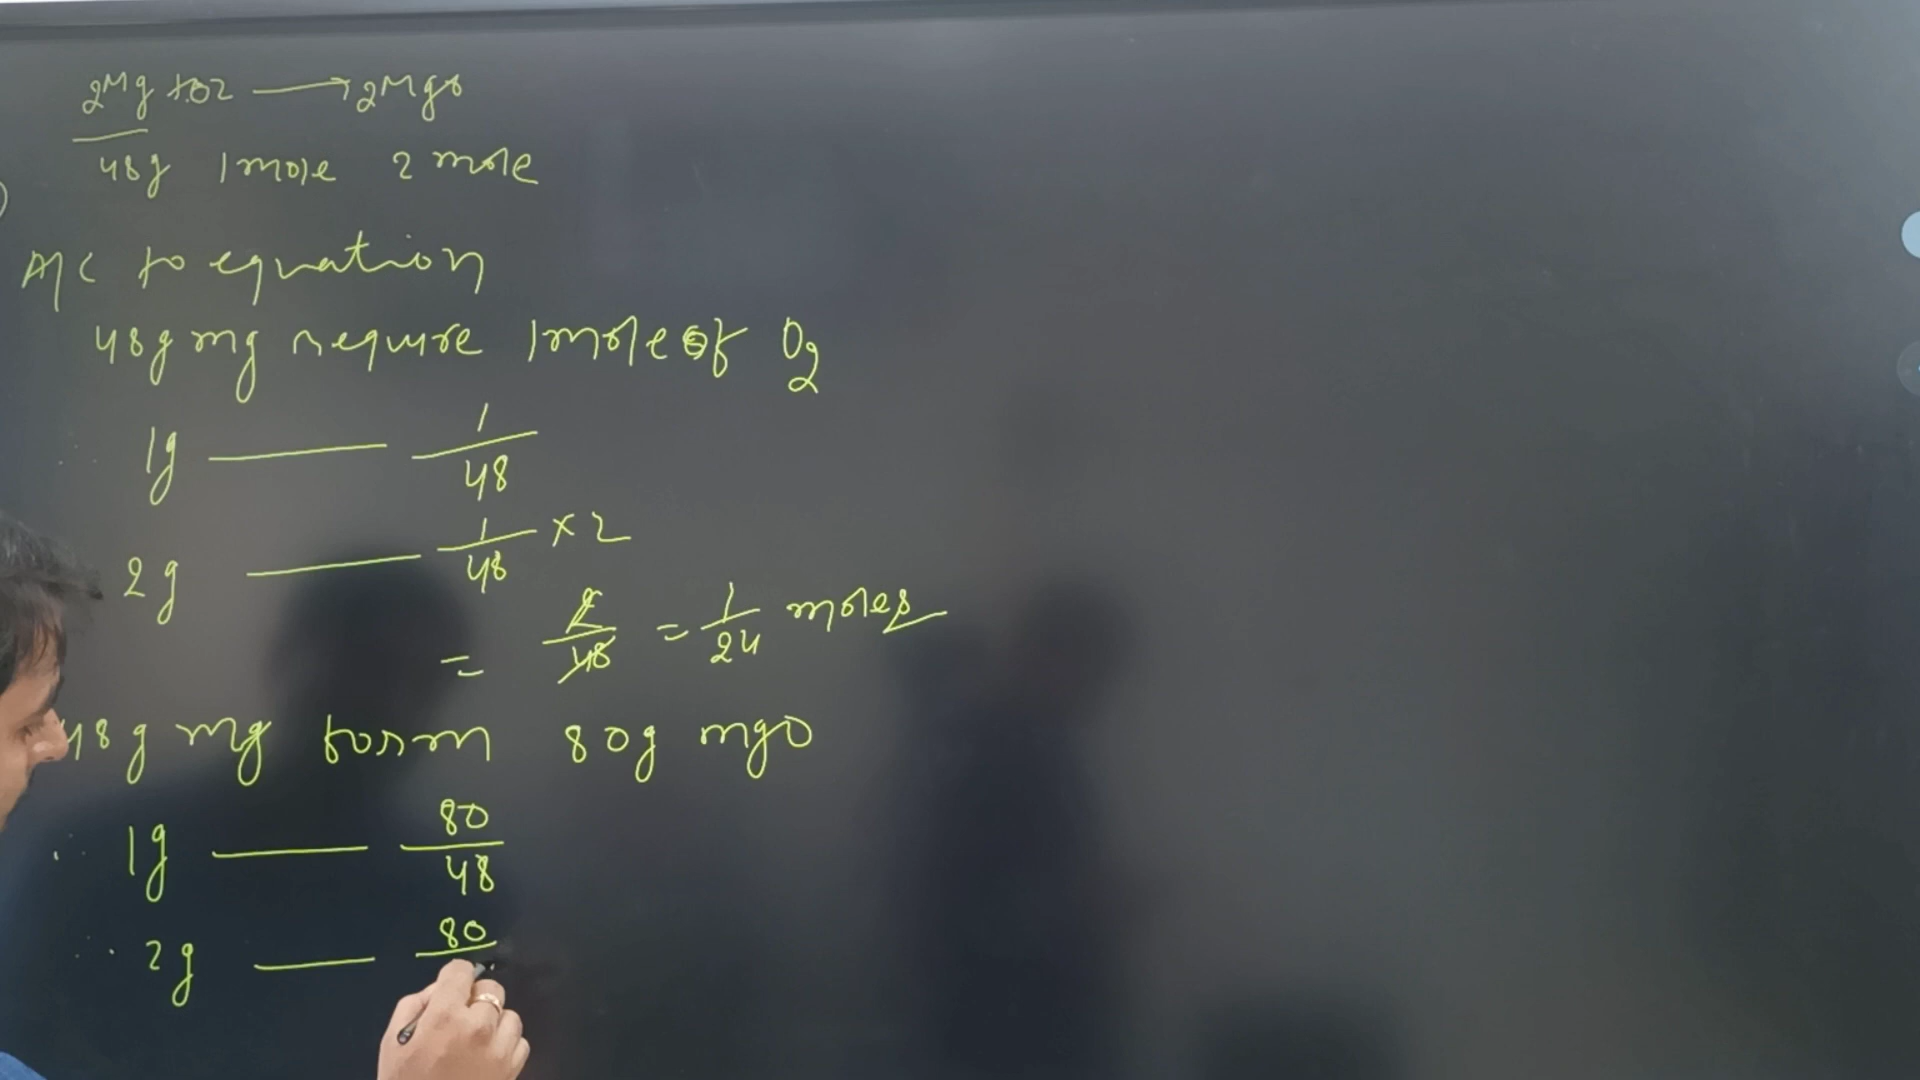 2Mg + O2 → 2MgO
48g 1mole 2 mole
A/C to equation
48g mg require 1mole of O2
1g — 1/48
2g — 1/48 × 2
= 2/48 = 1/24 moles
48g mg form 80g mgo
∴ 1g — 80/48
∴ 2g — 80